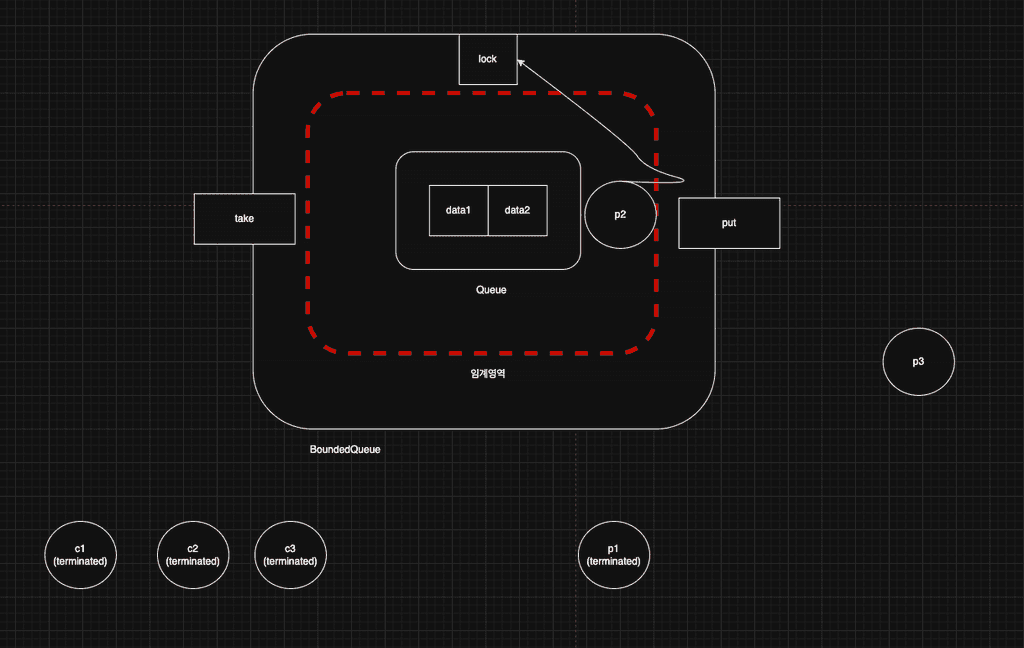 lock
take
data1
data2
p2
put
Queue
p3
임계영역
BoundedQueue
c1
(terminated)
c2
(terminated)
c3
(terminated)
p1
(terminated)